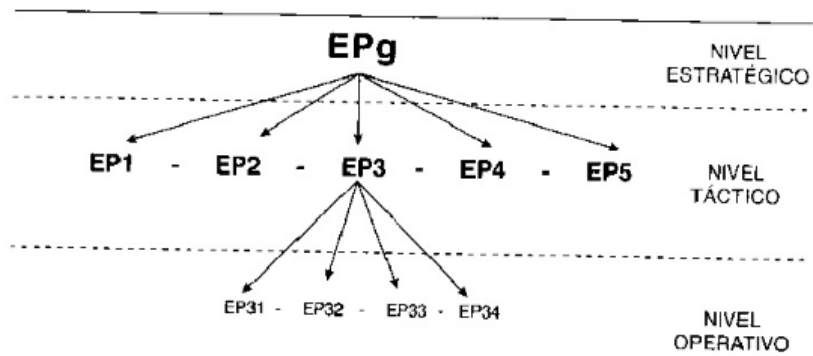 EPg
NIVEL
ESTRATÉGICO
EP1 - EP2 - EP3 - EP4 - EP5
NIVEL
TÁCTICO
EP31 - EP32 - EP33 - EP34
NIVEL
OPERATIVO